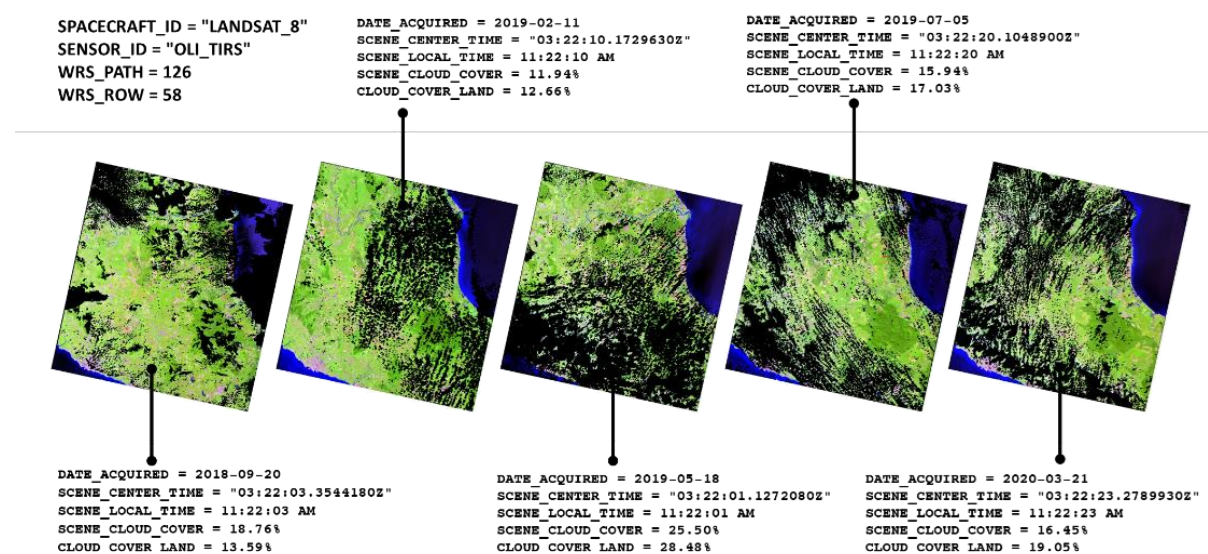 SPACECRAFT_ID = "LANDSAT_8"
SENSOR_ID = "OLI_TIRS"
WRS_PATH = 126
WRS_ROW = 58
DATE_ACQUIRED = 2019-02-11
SCENE_CENTER_TIME = "03:22:10.1729630Z"
SCENE_LOCAL_TIME = 11:22:10 AM
SCENE_CLOUD_COVER = 11.94%
CLOUD_COVER_LAND = 12.66%
DATE_ACQUIRED = 2019-07-05
SCENE_CENTER_TIME = "03:22:20.1048900Z"
SCENE_LOCAL_TIME = 11:22:20 AM
SCENE_CLOUD_COVER = 15.94%
CLOUD_COVER_LAND = 17.03%
DATE_ACQUIRED = 2018-09-20
SCENE_CENTER_TIME = "03:22:03.3544180Z"
SCENE_LOCAL_TIME = 11:22:03 AM
SCENE_CLOUD_COVER = 18.76%
CLOUD_COVER_LAND = 13.59%
DATE_ACQUIRED = 2019-05-18
SCENE_CENTER_TIME = "03:22:01.1272080Z"
SCENE_LOCAL_TIME = 11:22:01 AM
SCENE_CLOUD_COVER = 25.50%
CLOUD_COVER_LAND = 28.48%
DATE_ACQUIRED = 2020-03-21
SCENE_CENTER_TIME = "03:22:23.2789930Z"
SCENE_LOCAL_TIME = 11:22:23 AM
SCENE_CLOUD_COVER = 16.45%
CLOUD_COVER_LAND = 19.05%